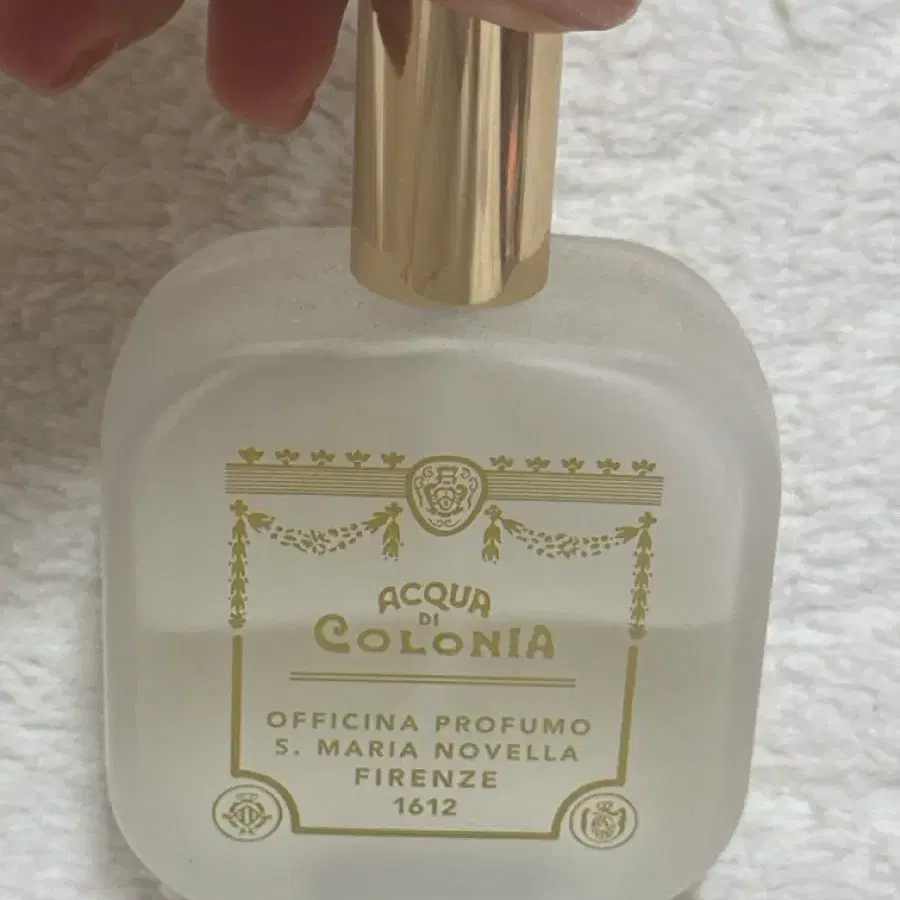 ACQUA
DI
COLONIA
OFFICINA PROFUMO
S. MARIA NOVELLA
FIRENZE
1612